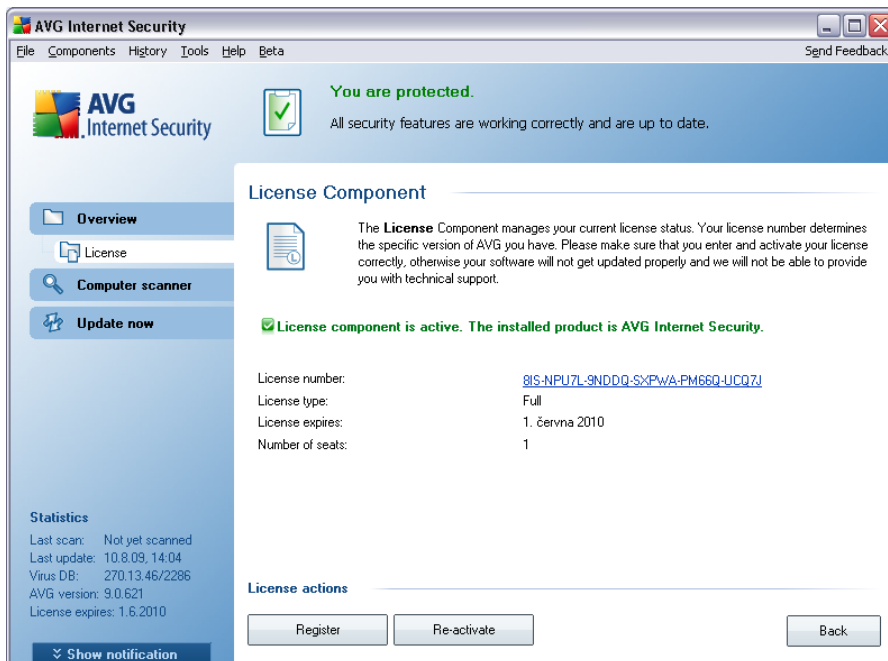 AVG Internet Security
File Components History Tools Help Beta
Send Feedback
AVG
Internet Security
You are protected.
All security features are working correctly and are up to date.
Overview
License
Computer scanner
Update now
License Component
The License Component manages your current license status. Your license number determines
the specific version of AVG you have. Please make sure that you enter and activate your license
correctly, otherwise your software will not get updated properly and we will not be able to provide
you with technical support.
License component is active. The installed product is AVG Internet Security.
License number: 8IS-NPU7L-9NDDQ-SXPWA-PM66Q-UCQ7J
License type: Full
License expires: 1. června 2010
Number of seats: 1
Statistics
Last scan: Not yet scanned
Last update: 10.8.09, 14:04
Virus DB: 270.13.46/2286
AVG version: 9.0.621
License expires: 1.6.2010
Show notification
License actions
Register
Re-activate
Back